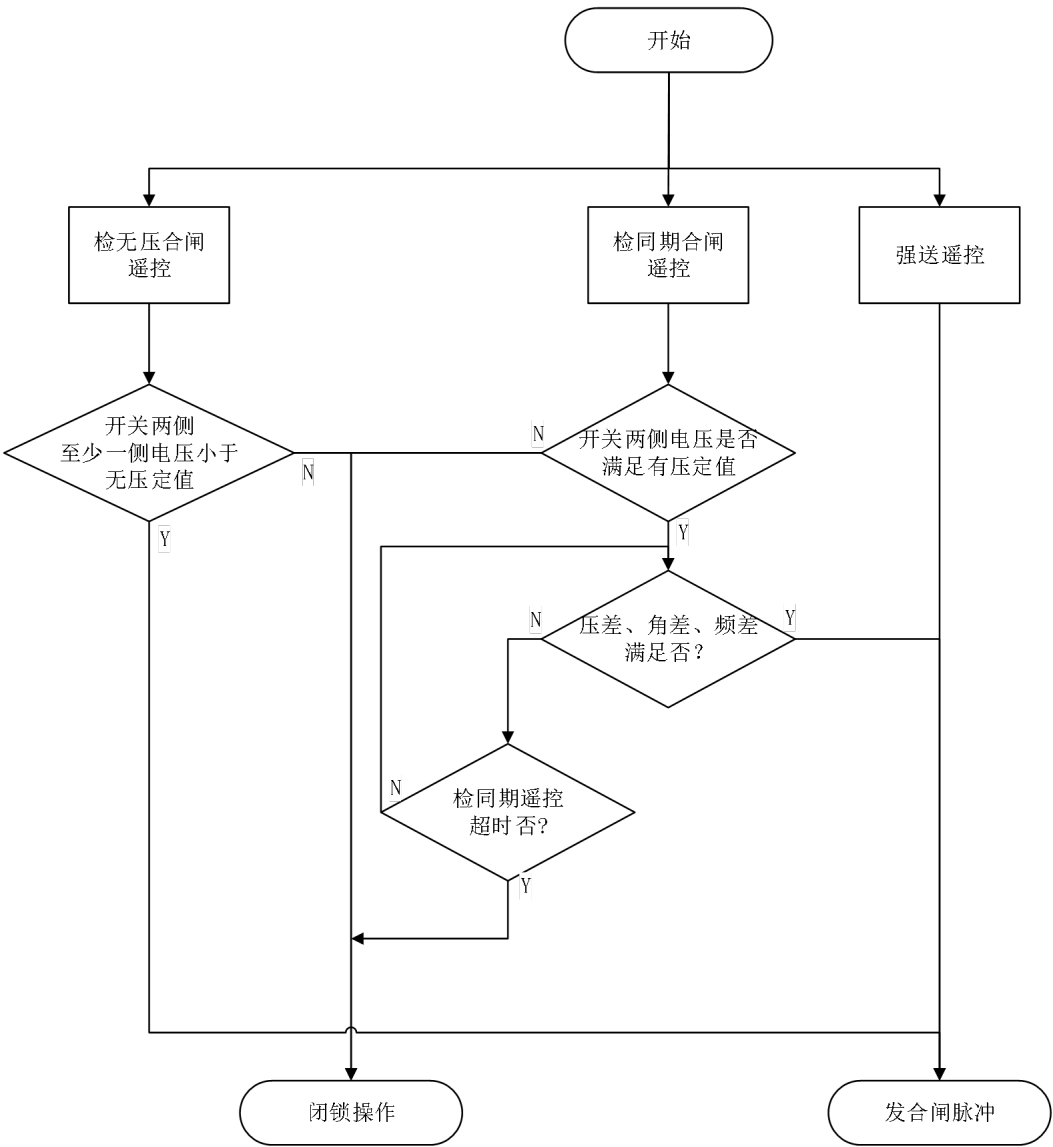 开始
检无压合闸
遥控
检同期合闸
遥控
强送遥控
开关两侧
至少一侧电压小于
无压定值
N
N
开关两侧电压是否
满足有压定值
Y
Y
N
压差、角差、频差
满足否?
Y
N
检同期遥控
超时否?
Y
闭锁操作
发合闸脉冲